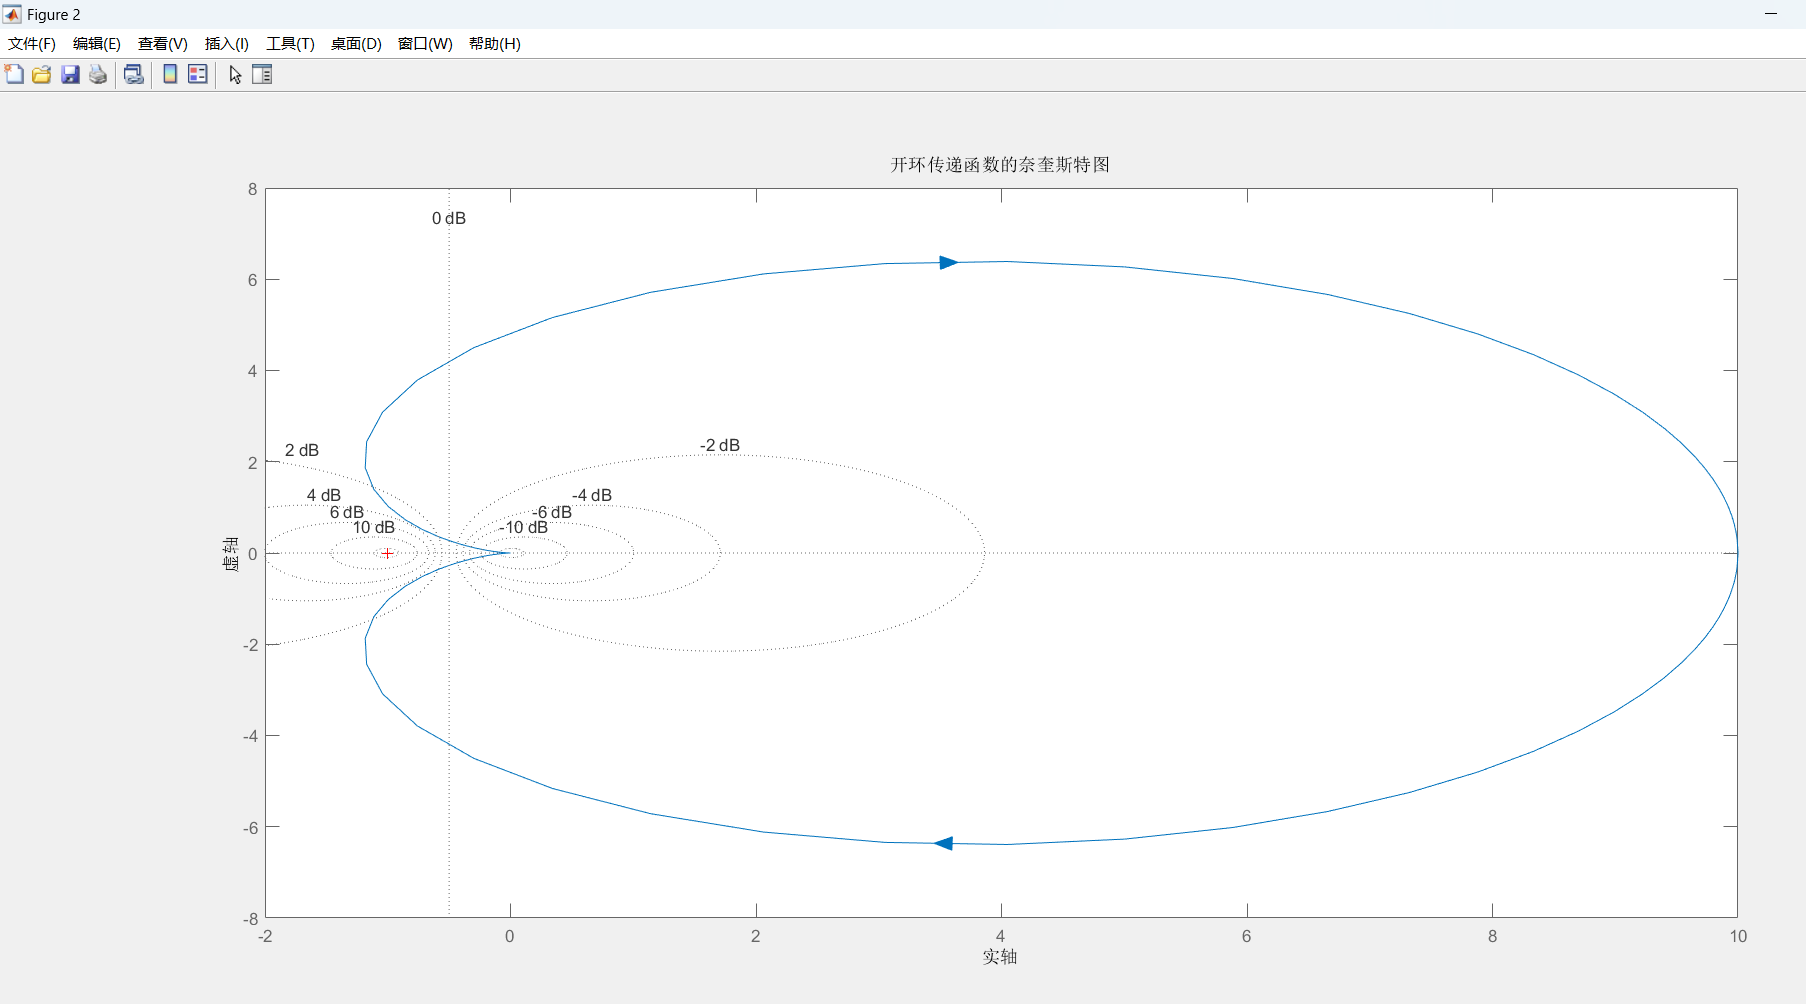 Figure 2
文件(F) 编辑(E) 查看(V) 插入(I) 工具(T) 桌面(D) 窗口(W) 帮助(H)
开环传递函数的奈奎斯特图
8
0 dB
6
4
2 dB
-2 dB
2
4 dB
-4 dB
6 dB
-6 dB
10 dB
-10 dB
虚轴
0
-2
-4
-6
-8
-2 0 2 4 6 8 10
实轴